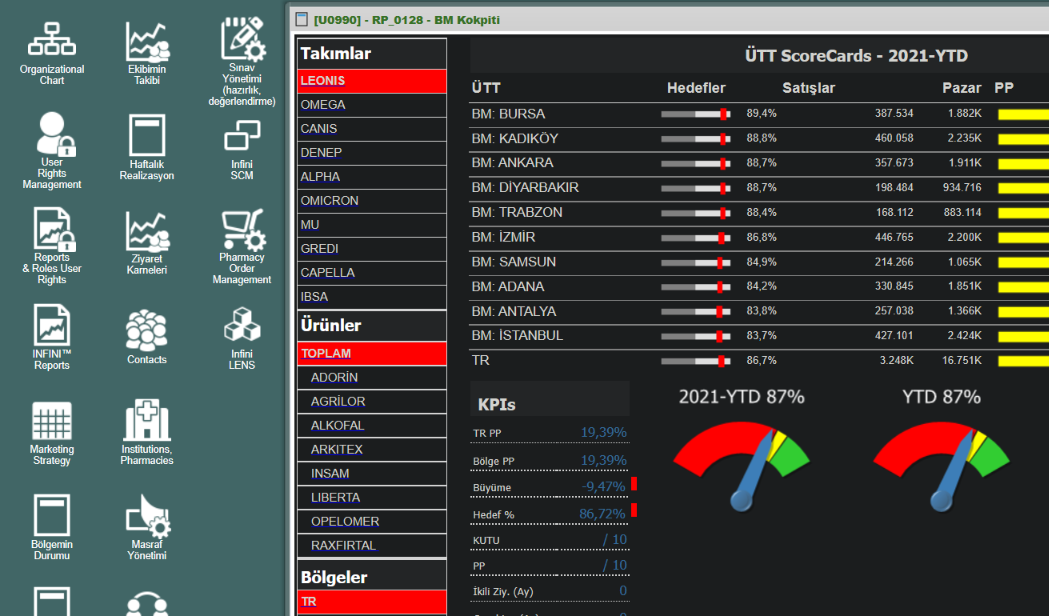 Organizational
Chart
Ekibimin
Takibi
Sınav
Yönetimi
(hazırlık,
değerlendirme)
User
Rights
Management
Haftalık
Realizasyon
Infini
SCM
Reports
& Roles User
Rights
Ziyaret
Karneleri
Pharmacy
Order
Management
INFINI™
Reports
Contacts
Infini
LENS
Marketing
Strategy
Institutions,
Pharmacies
Bölgemin
Durumu
Masraf
Yönetimi
[U0990] - RP_0128 - BM Kokpiti
Takımlar
LEONIS
OMEGA
CANIS
DENEP
ALPHA
OMICRON
MU
GREDI
CAPELLA
IBSA
Ürünler
TOPLAM
ADORİN
AGRİLOR
ALKOFAL
ARKITEX
INSAM
LIBERTA
OPELOMER
RAXFIRTAL
Bölgeler
TR
ÜTT ScoreCards - 2021-YTD
ÜTT Hedefler Satışlar Pazar PP
BM: BURSA 89,4% 387.534 1.882K
BM: KADIKÖY 88,8% 460.058 2.235K
BM: ANKARA 88,7% 357.673 1.911K
BM: DİYARBAKIR 88,7% 198.484 934.716
BM: TRABZON 88,4% 168.112 883.114
BM: İZMİR 86,8% 446.765 2.200K
BM: SAMSUN 84,9% 214.266 1.065K
BM: ADANA 84,2% 330.845 1.851K
BM: ANTALYA 83,8% 257.038 1.366K
BM: İSTANBUL 83,7% 427.101 2.424K
TR 86,7% 3.248K 16.751K
KPIs
TR PP 19,39%
Bölge PP 19,39%
Büyüme -9,47%
Hedef % 86,72%
KUTU / 10
PP / 10
İkili Ziy. (Ay) 0
2021-YTD 87%
YTD 87%